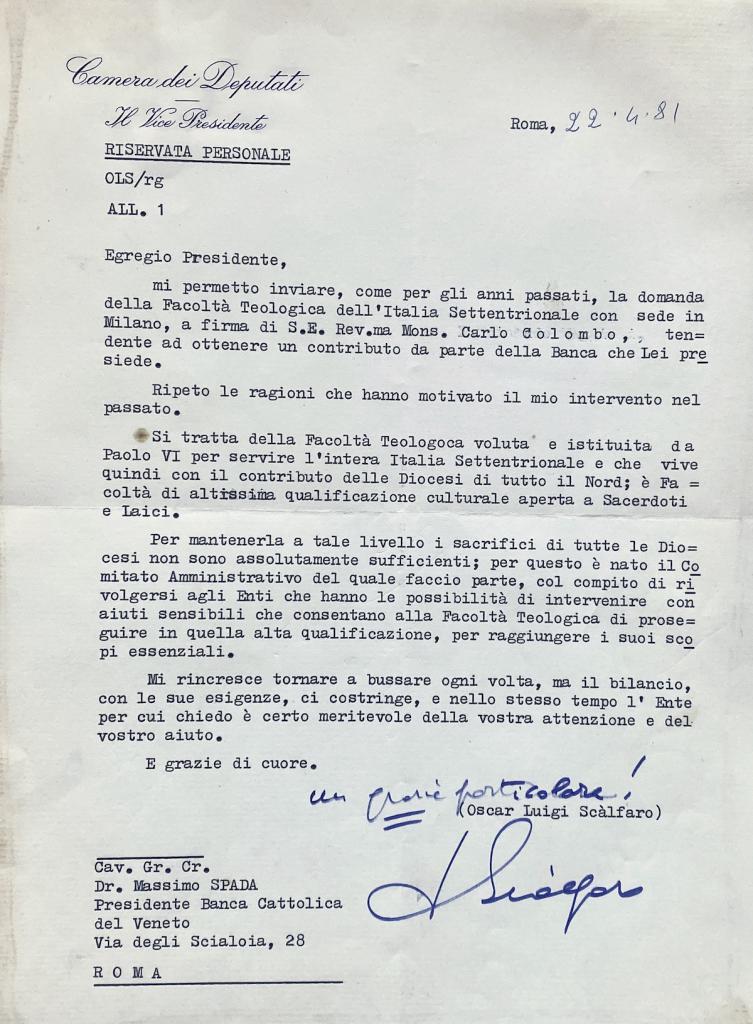 Camera dei Deputati
Il Vice Presidente
Roma, 22.4.81
RISERVATA PERSONALE
OLS/rg
ALL. 1
Egregio Presidente,
mi permetto inviare, come per gli anni passati, la domanda
della Facoltà Teologica dell'Italia Settentrionale con sede in
Milano, a firma di S.E. Rev.ma Mons. Carlo Colombo, ten=
dente ad ottenere un contributo da parte della Banca che Lei pre
siede.
Ripeto le ragioni che hanno motivato il mio intervento nel
passato.
Si tratta della Facoltà Teologoca voluta e istituita da
Paolo VI per servire l'intera Italia Settentrionale e che vive
quindi con il contributo delle Diocesi di tutto il Nord; è Fa =
coltà di altissima qualificazione culturale aperta a Sacerdoti
e Laici.
Per mantenerla a tale livello i sacrifici di tutte le Dio=
cesi non sono assolutamente sufficienti; per questo è nato il Co
mitato Amministrativo del quale faccio parte, col compito di ri
volgersi agli Enti che hanno le possibilità di intervenire con
aiuti sensibili che consentano alla Facoltà Teologica di prose=
guire in quella alta qualificazione, per raggiungere i suoi sco
pi essenziali.
Mi rincresce tornare a bussare ogni volta, ma il bilancio,
con le sue esigenze, ci costringe, e nello stesso tempo l' Ente
per cui chiedo è certo meritevole della vostra attenzione e del
vostro aiuto.
E grazie di cuore.
un grazie particolare!
(Oscar Luigi Scàlfaro)
Scàlfaro
Cav. Gr. Cr.
Dr. Massimo SPADA
Presidente Banca Cattolica
del Veneto
Via degli Scialoia, 28
R O M A